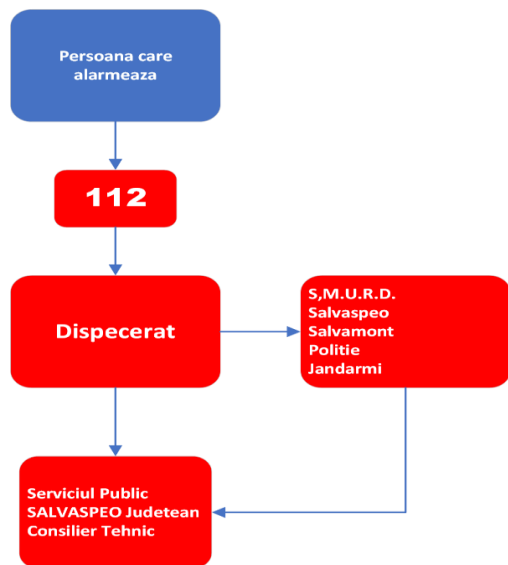 Persoana care
alarmeaza
112
Dispecerat
S,M.U.R.D.
Salvaspeo
Salvamont
Politie
Jandarmi
Serviciul Public
SALVASPEO Judetean
Consilier Tehnic